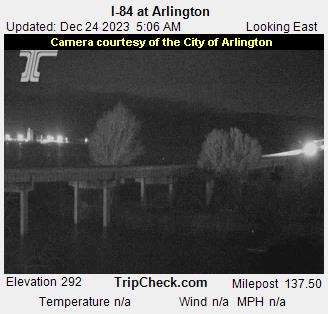 I-84 at Arlington
Updated: Dec 24 2023 5:06 AM Looking East
Camera courtesy of the City of Arlington
Elevation 292 TripCheck.com Milepost 137.50
Temperature n/a Wind n/a MPH n/a